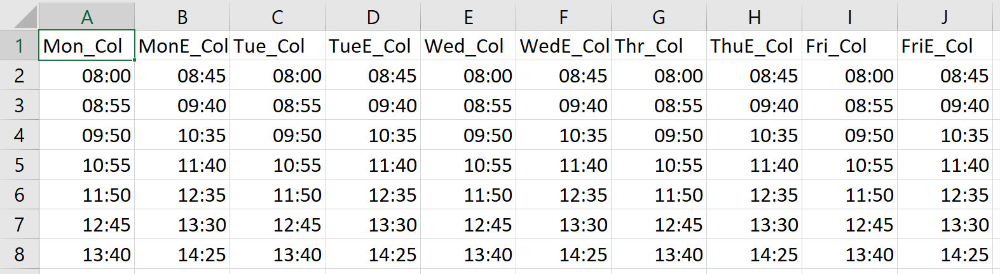 A B C D E F G H I J
1 Mon_Col MonE_Col Tue_Col TueE_Col Wed_Col WedE_Col Thr_Col ThuE_Col Fri_Col FriE_Col
2 08:00 08:45 08:00 08:45 08:00 08:45 08:00 08:45 08:00 08:45
3 08:55 09:40 08:55 09:40 08:55 09:40 08:55 09:40 08:55 09:40
4 09:50 10:35 09:50 10:35 09:50 10:35 09:50 10:35 09:50 10:35
5 10:55 11:40 10:55 11:40 10:55 11:40 10:55 11:40 10:55 11:40
6 11:50 12:35 11:50 12:35 11:50 12:35 11:50 12:35 11:50 12:35
7 12:45 13:30 12:45 13:30 12:45 13:30 12:45 13:30 12:45 13:30
8 13:40 14:25 13:40 14:25 13:40 14:25 13:40 14:25 13:40 14:25